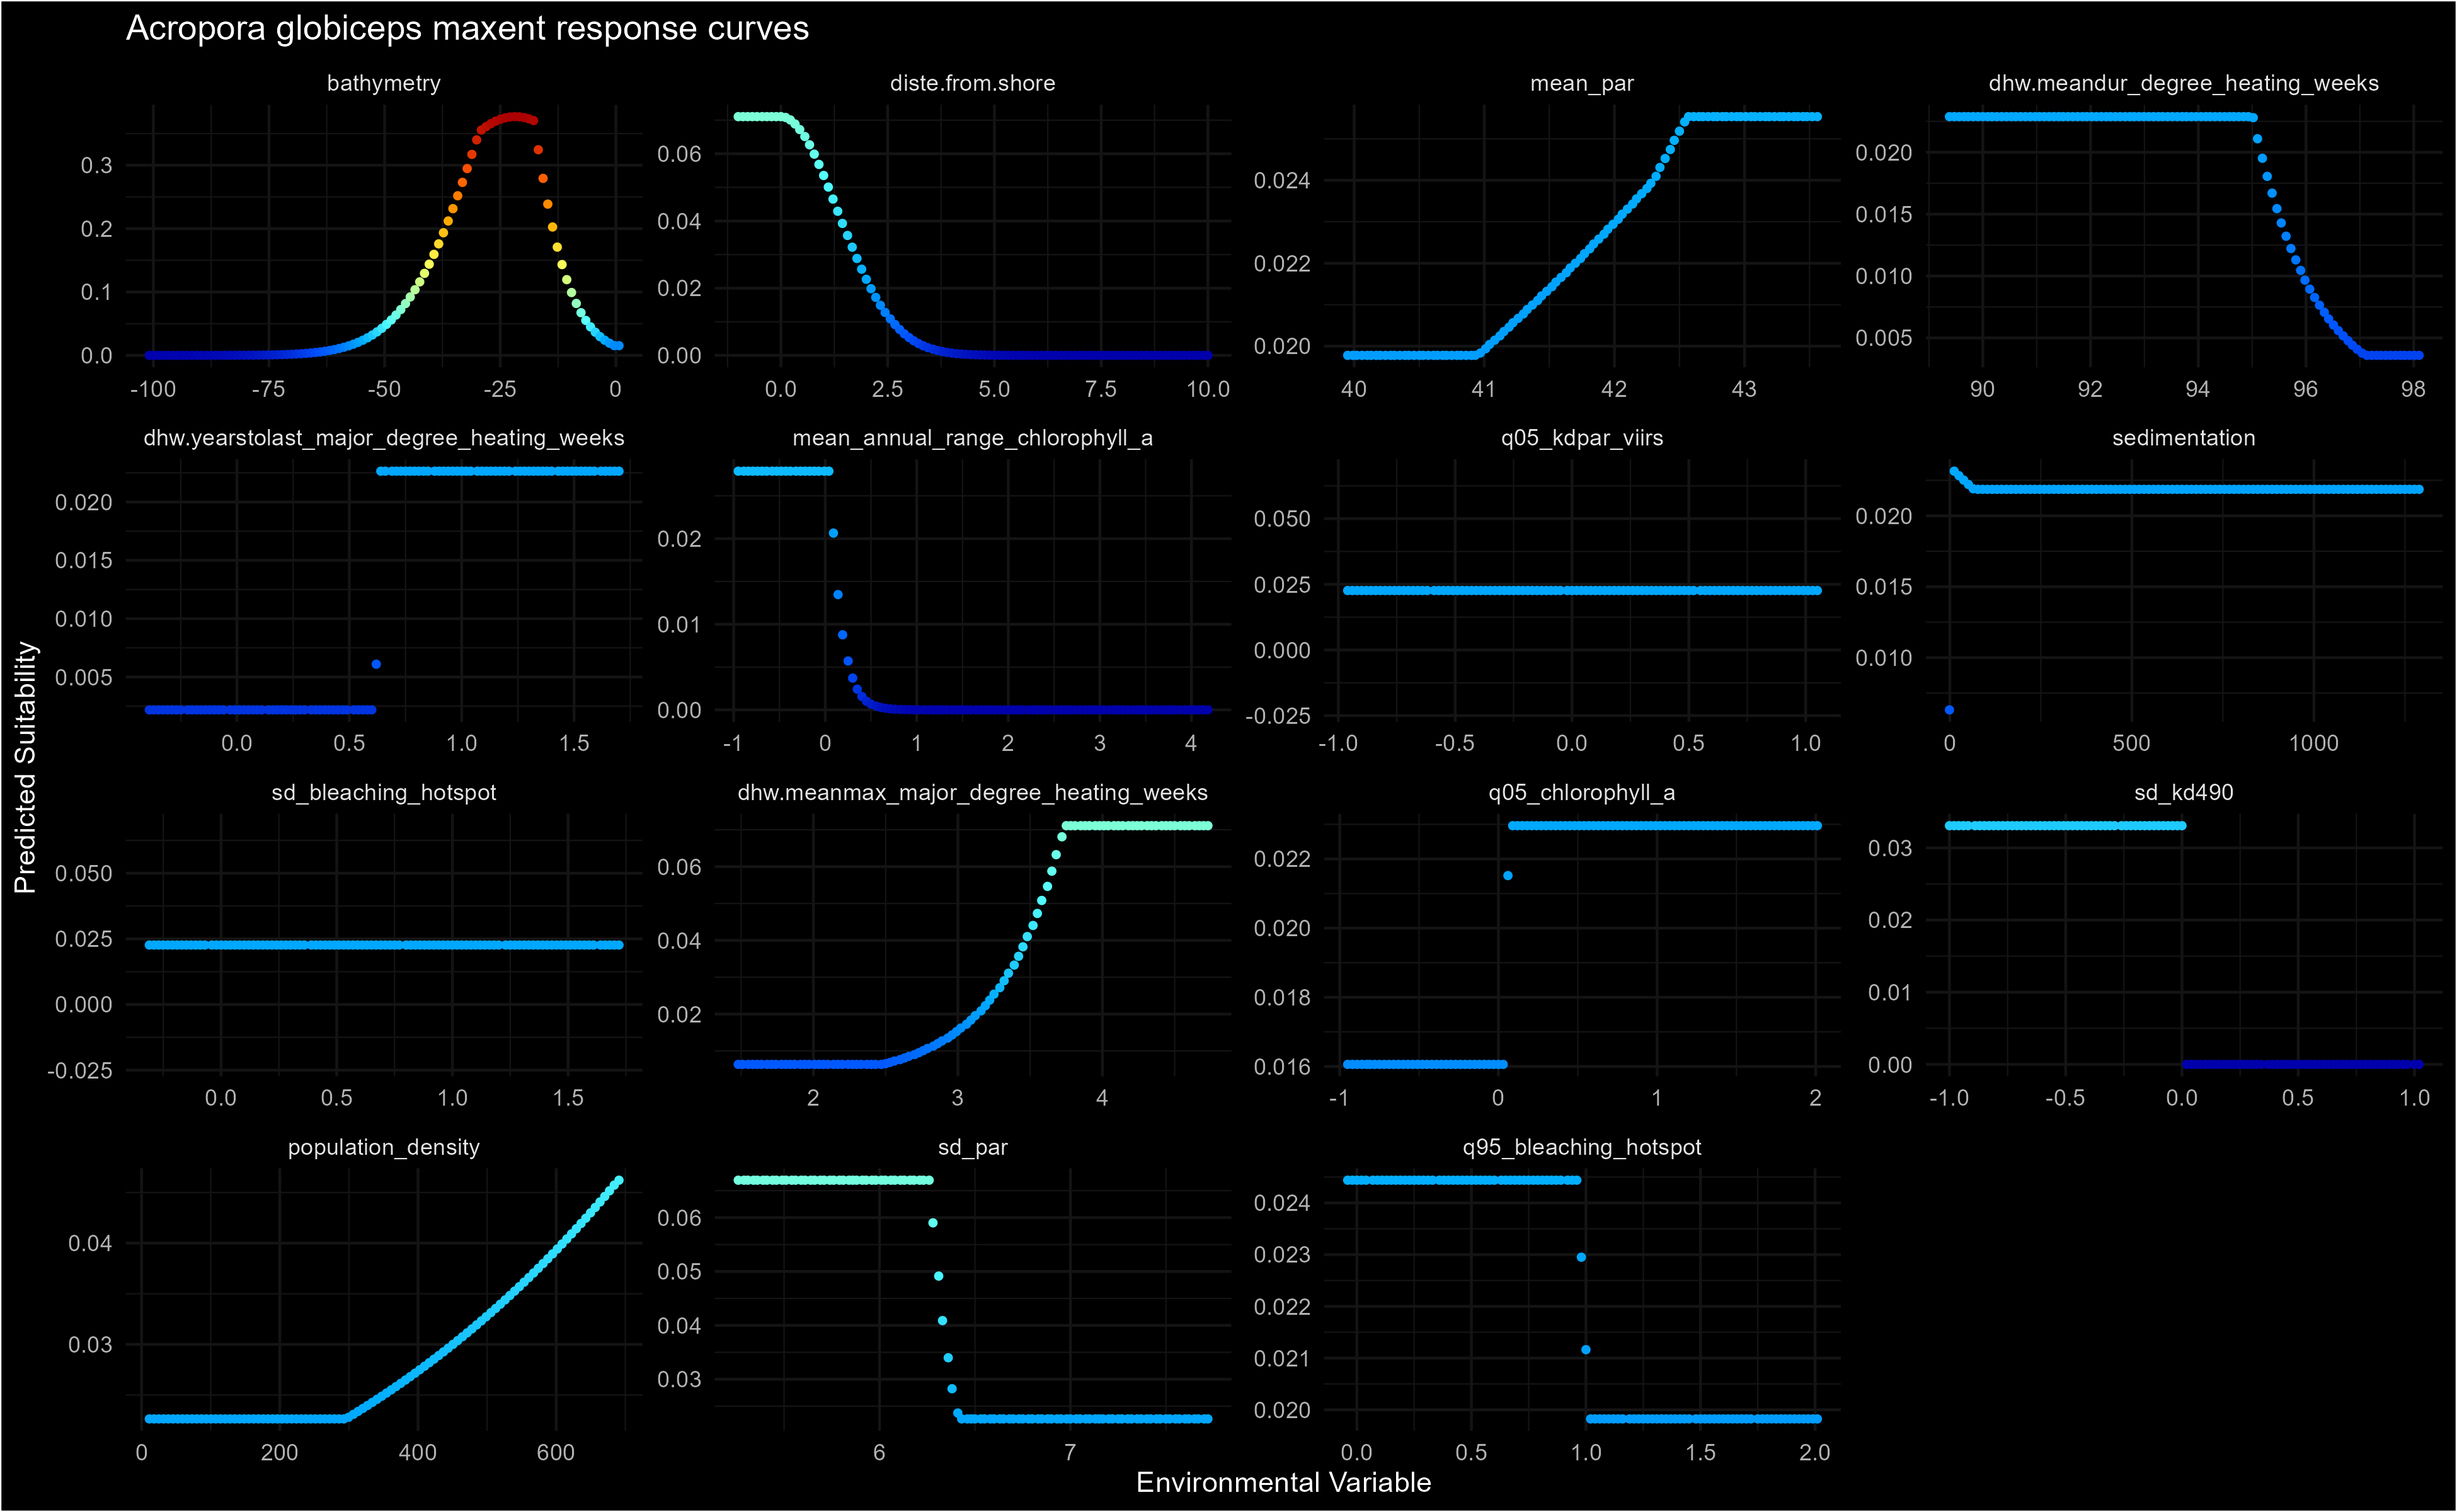 Acropora globiceps maxent response curves
bathymetry
diste.from.shore
mean_par
dhw.meandur_degree_heating_weeks
0.3
0.2
0.1
0.0
-100 -75 -50 -25 0
0.06
0.04
0.02
0.00
0.0 2.5 5.0 7.5 10.0
0.024
0.022
0.020
40 41 42 43
0.020
0.015
0.010
0.005
90 92 94 96 98
dhw.yearstolast_major_degree_heating_weeks
mean_annual_range_chlorophyll_a
q05_kdpar_viirs
sedimentation
0.020
0.015
0.010
0.005
0.0 0.5 1.0 1.5
0.02
0.01
0.00
-1 0 1 2 3 4
0.050
0.025
0.000
-0.025
-1.0 -0.5 0.0 0.5 1.0
0.020
0.015
0.010
0 500 1000
sd_bleaching_hotspot
dhw.meanmax_major_degree_heating_weeks
q05_chlorophyll_a
sd_kd490
0.050
0.025
0.000
-0.025
0.0 0.5 1.0 1.5
0.06
0.04
0.02
2 3 4
0.022
0.020
0.018
0.016
-1 0 1 2
0.03
0.02
0.01
0.00
-1.0 -0.5 0.0 0.5 1.0
population_density
sd_par
q95_bleaching_hotspot
0.04
0.03
0 200 400 600
0.06
0.05
0.04
0.03
6 7
0.024
0.023
0.022
0.021
0.020
0.0 0.5 1.0 1.5 2.0
Predicted Suitability
Environmental Variable